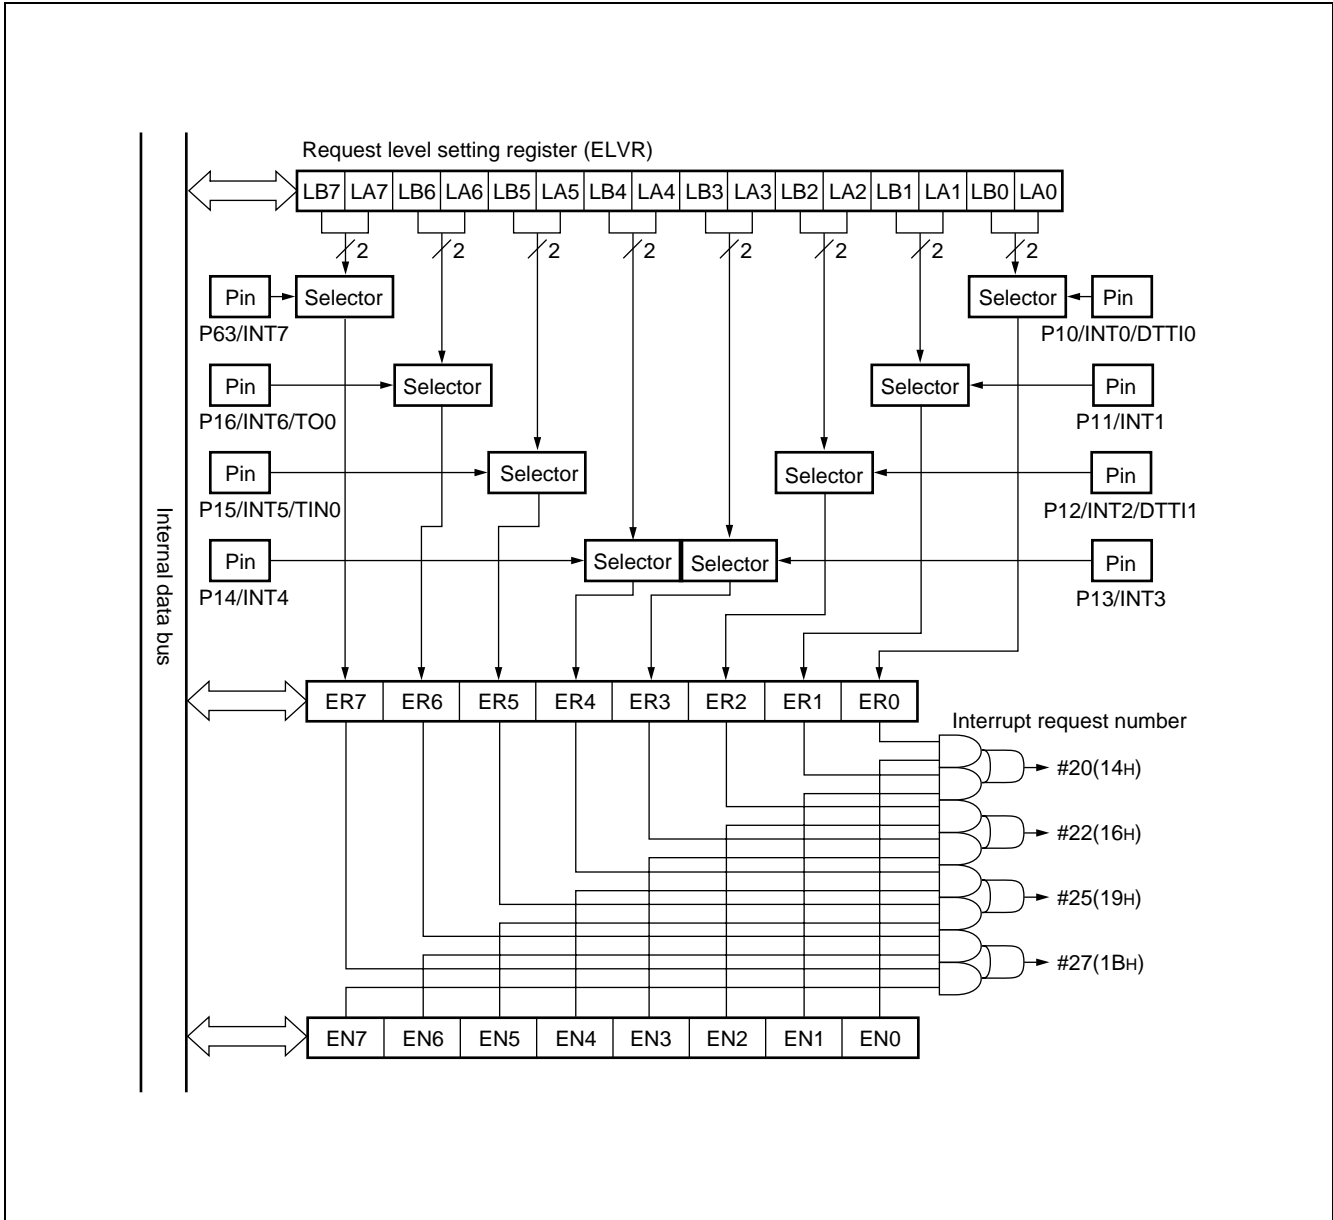 Request level setting register (ELVR)
LB7 LA7 LB6 LA6 LB5 LA5 LB4 LA4 LB3 LA3 LB2 LA2 LB1 LA1 LB0 LA0
2 2 2 2 2 2 2 2
Pin Selector Selector Pin
P63/INT7 P10/INT0/DTTI0
Pin Selector Selector Pin
P16/INT6/TO0 P11/INT1
Pin Selector Selector Pin
P15/INT5/TIN0 P12/INT2/DTTI1
Pin Selector Selector Pin
P14/INT4 P13/INT3
Internal data bus
ER7 ER6 ER5 ER4 ER3 ER2 ER1 ER0
Interrupt request number
#20(14H)
#22(16H)
#25(19H)
#27(1BH)
EN7 EN6 EN5 EN4 EN3 EN2 EN1 EN0